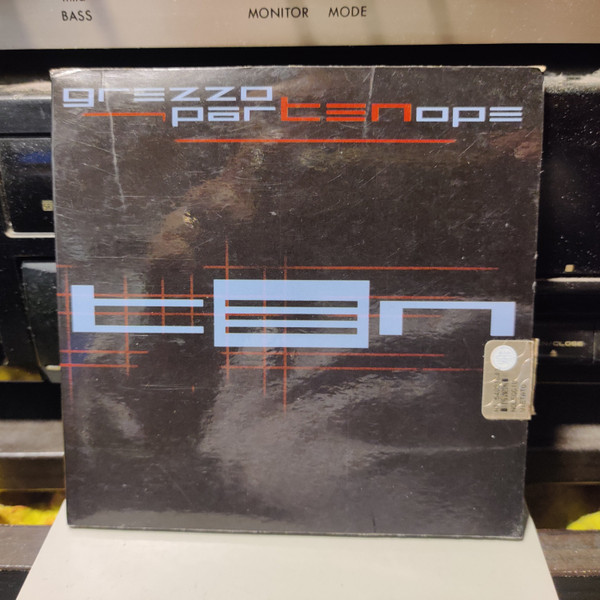 BASS
MONITOR MODE
grezzo
partenope
ten